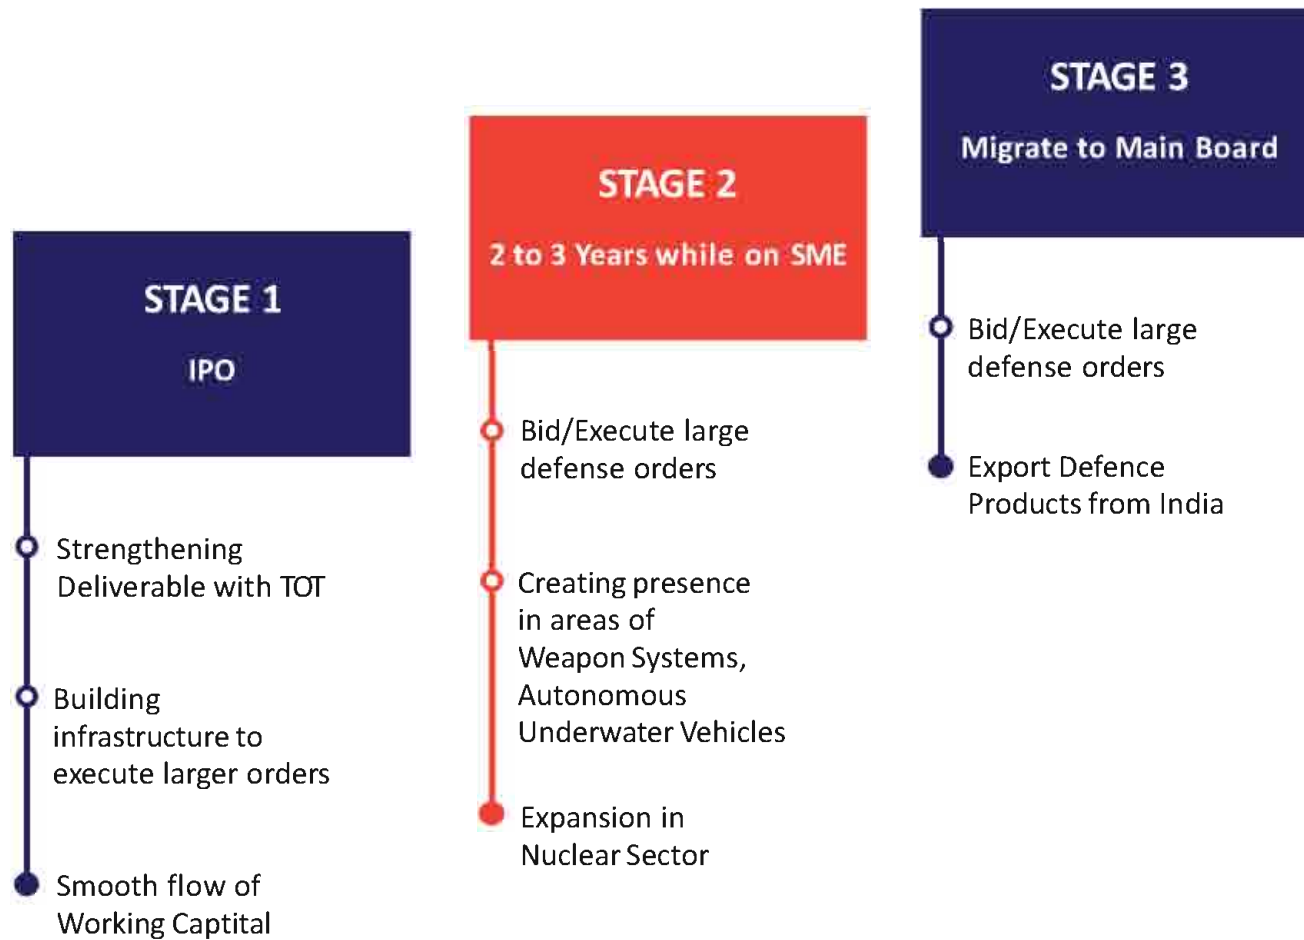 STAGE 1
IPO
Strengthening
Deliverable with TOT
Building
infrastructure to
execute larger orders
Smooth flow of
Working Captital
STAGE 2
2 to 3 Years while on SME
Bid/Execute large
defense orders
Creating presence
in areas of
Weapon Systems,
Autonomous
Underwater Vehicles
Expansion in
Nuclear Sector
STAGE 3
Migrate to Main Board
Bid/Execute large
defense orders
Export Defence
Products from India